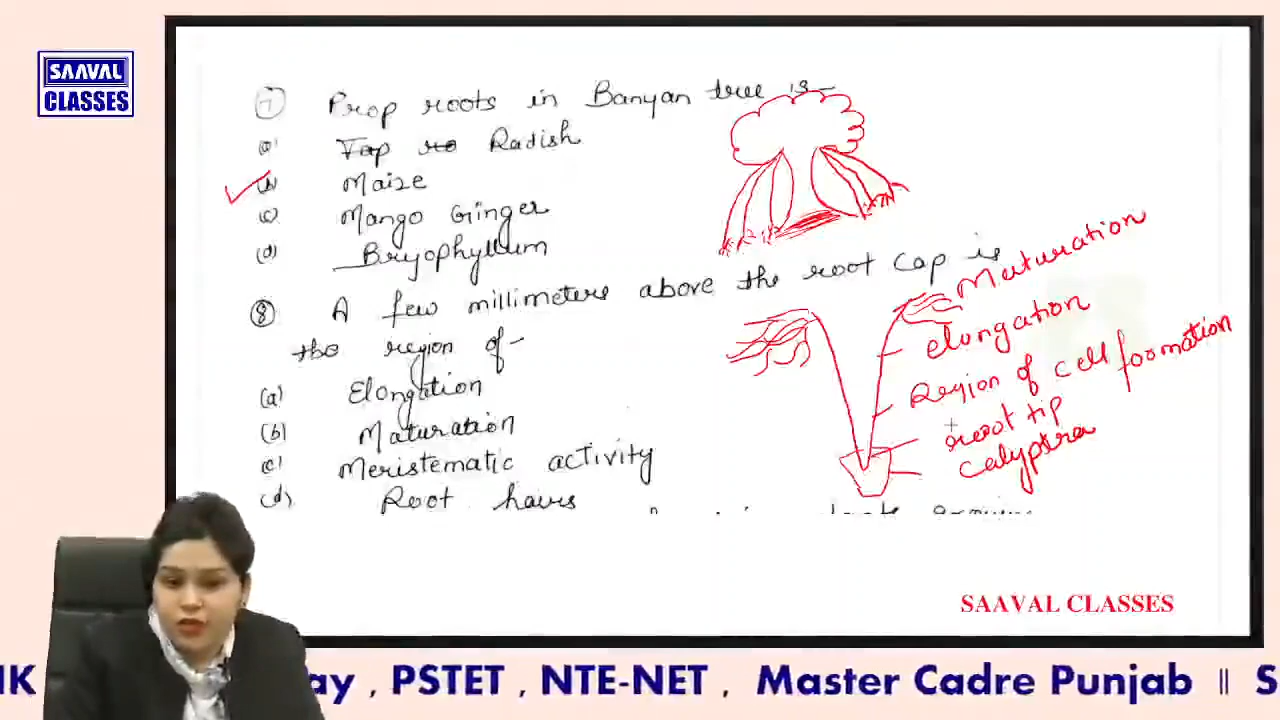 SAAVAL
CLASSES
7 Prop roots in Banyan tree is-
(a) Tap ro Radish
(b) Maize
(c) Mango Ginger
(d) Bryophyllum
8 A few millimeters above the root cap is
the region of-
(a) Elongation
(b) Maturation
(c) Meristematic activity
(d) Root hairs
Maturation
elongation
Region of cell formation
root tip
calyptra
SAAVAL CLASSES
ay , PSTET , NTE-NET , Master Cadre Punjab || S